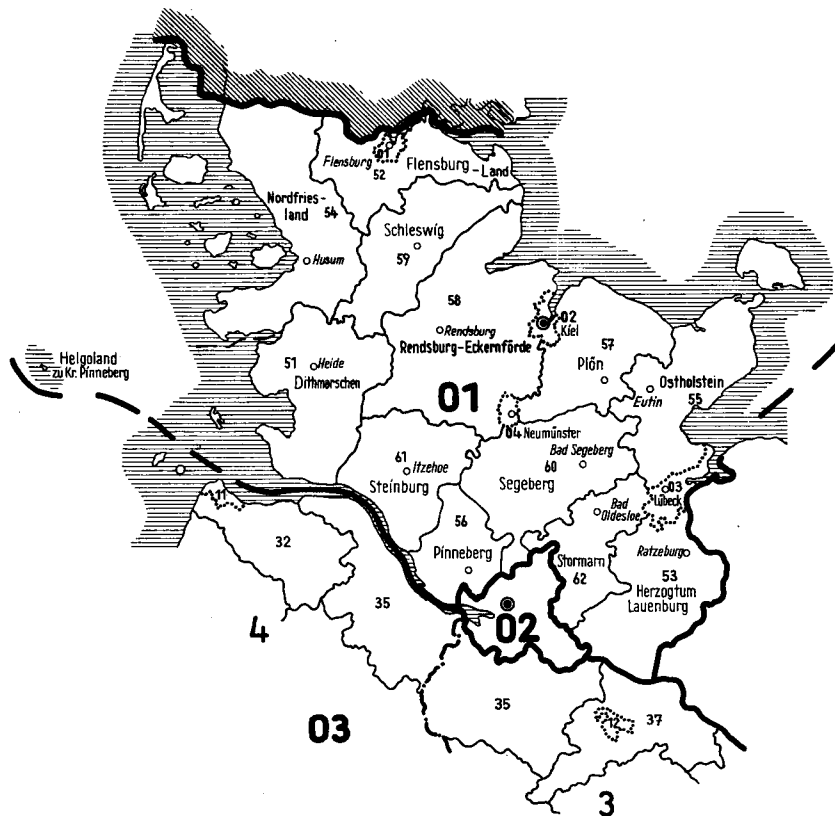 01
Flensburg
52
Flensburg-Land
Nordfries-
land 54
Husum
Schleswig
59
58
Rendsburg
Rendsburg-Eckernförde
02
Kiel
57
Plön
Ostholstein
55
Eutin
Helgoland
zu Kr. Pinneberg
51
Heide
Dithmarschen
01
04 Neumünster
61
Itzehoe
Steinburg
Bad Segeberg
60
Segeberg
03
Lübeck
Bad
Oldesloe
56
Pinneberg
Stormarn
62
Ratzeburg
53
Herzogtum
Lauenburg
11
32
35
4
02
03
35
12
37
3